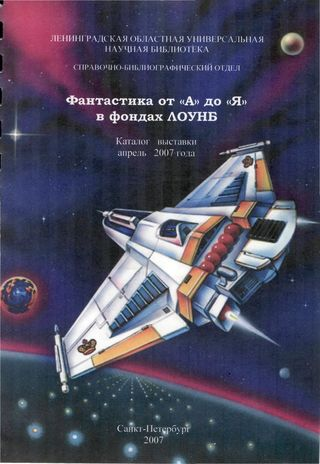 ЛЕНИНГРАДСКАЯ ОБЛАСТНАЯ УНИВЕРСАЛЬНАЯ
НАУЧНАЯ БИБЛИОТЕКА
СПРАВОЧНО-БИБЛИОГРАФИЧЕСКИЙ ОТДЕЛ
Фантастика от «А» до «Я»
в фондах ЛОУНБ
Каталог выставки
апрель 2007 года
Санкт-Петербург
2007